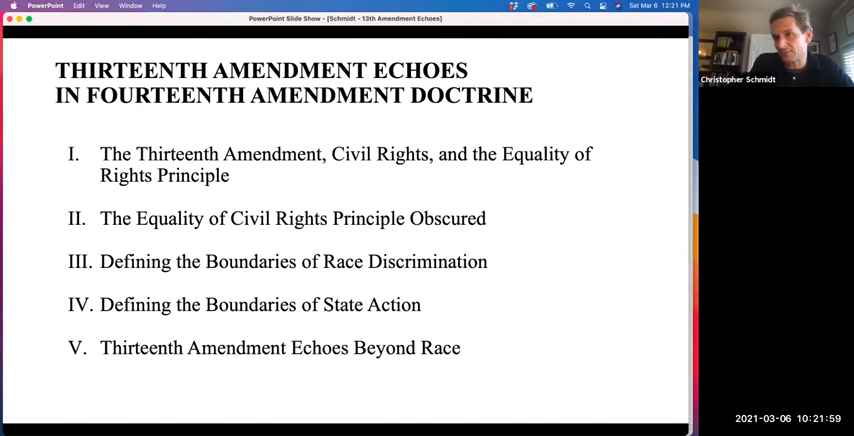 PowerPoint Edit View Window Help
Sat Mar 6 12:21 PM
PowerPoint Slide Show - [Schmidt - 13th Amendment Echoes]
THIRTEENTH AMENDMENT ECHOES
IN FOURTEENTH AMENDMENT DOCTRINE
I. The Thirteenth Amendment, Civil Rights, and the Equality of
Rights Principle
II. The Equality of Civil Rights Principle Obscured
III. Defining the Boundaries of Race Discrimination
IV. Defining the Boundaries of State Action
V. Thirteenth Amendment Echoes Beyond Race
Christopher Schmidt
2021-03-06 10:21:59